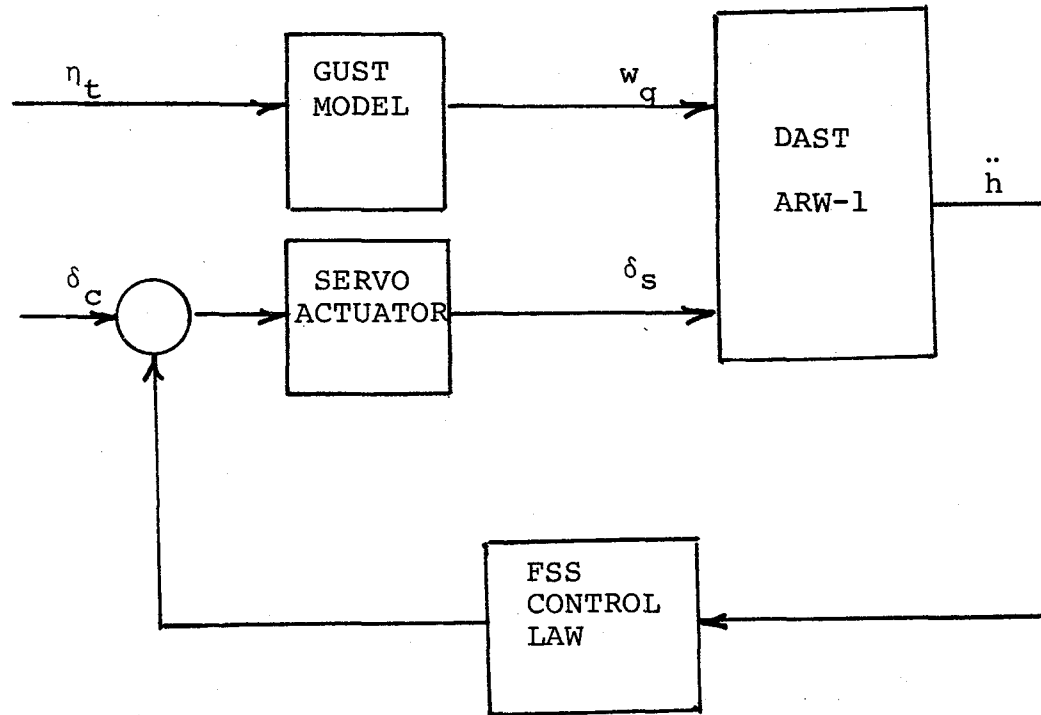 η_t
GUST
MODEL
w_g
DAST
ARW-1
ḧ
δ_c
SERVO
ACTUATOR
δ_s
FSS
CONTROL
LAW